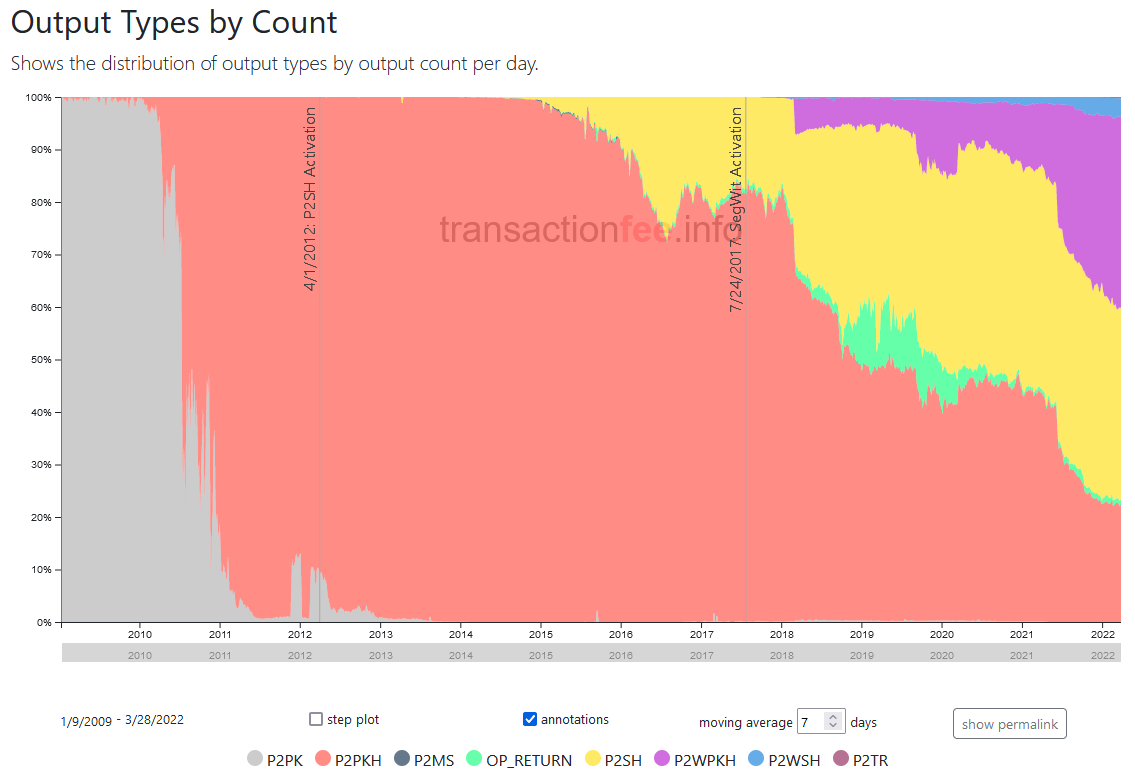 Output Types by Count
Shows the distribution of output types by output count per day.
100%
90%
80%
70%
60%
50%
40%
30%
20%
10%
0%
4/1/2012: P2SH Activation
7/24/2017: SegWit Activation
transactionfee.info
2010 2011 2012 2013 2014 2015 2016 2017 2018 2019 2020 2021 2022
2010 2011 2012 2013 2014 2015 2016 2017 2018 2019 2020 2021 2022
1/9/2009 - 3/28/2022 step plot annotations moving average 7 days show permalink
P2PK P2PKH P2MS OP_RETURN P2SH P2WPKH P2WSH P2TR